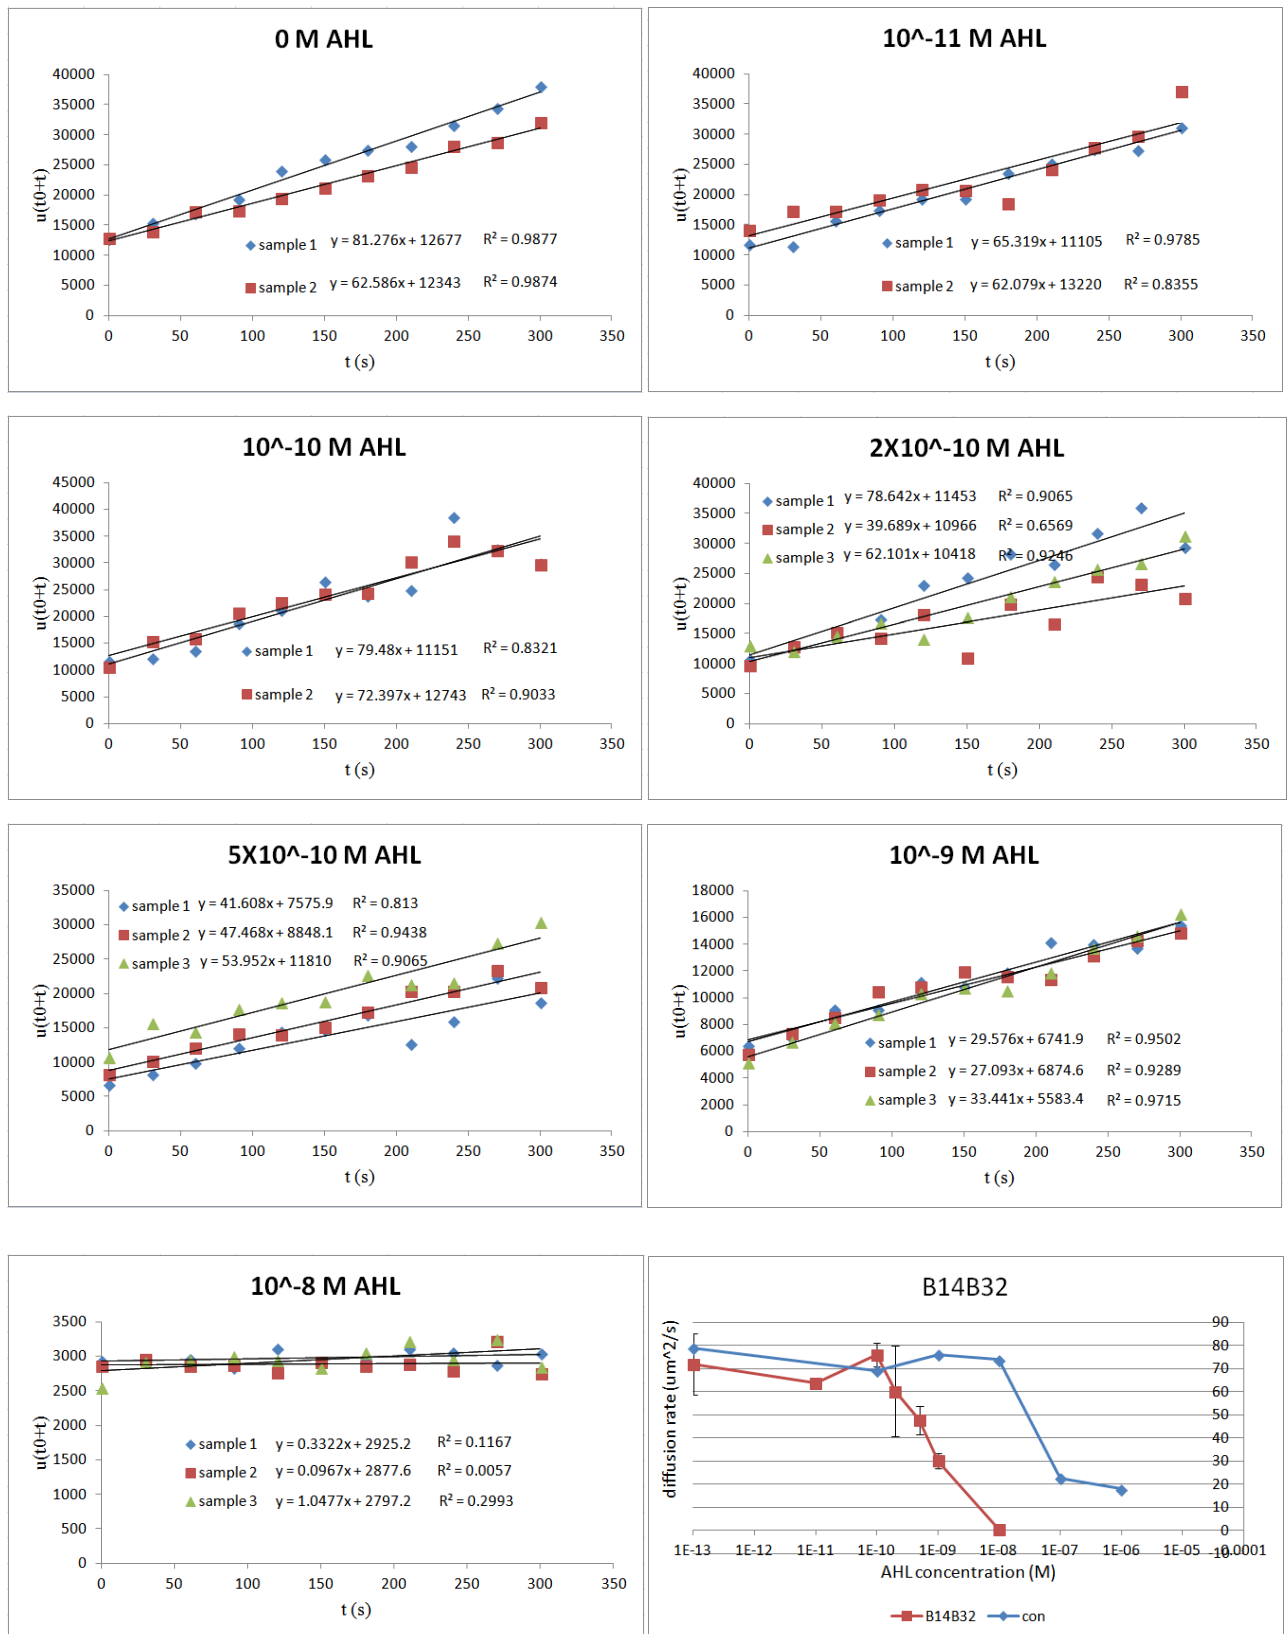 0 M AHL
40000
35000
30000
25000
20000
15000
10000
5000
0
u(t0+t)
sample 1 y = 81.276x + 12677 R² = 0.9877
sample 2 y = 62.586x + 12343 R² = 0.9874
0 50 100 150 200 250 300 350
t (s)
10^-11 M AHL
40000
35000
30000
25000
20000
15000
10000
5000
0
u(t0+t)
sample 1 y = 65.319x + 11105 R² = 0.9785
sample 2 y = 62.079x + 13220 R² = 0.8355
0 50 100 150 200 250 300 350
t (s)
10^-10 M AHL
45000
40000
35000
30000
25000
20000
15000
10000
5000
0
u(t0+t)
sample 1 y = 79.48x + 11151 R² = 0.8321
sample 2 y = 72.397x + 12743 R² = 0.9033
0 50 100 150 200 250 300 350
t (s)
2X10^-10 M AHL
40000
35000
30000
25000
20000
15000
10000
5000
0
u(t0+t)
sample 1 y = 78.642x + 11453 R² = 0.9065
sample 2 y = 39.689x + 10966 R² = 0.6569
sample 3 y = 62.101x + 10418 R² = 0.9246
0 50 100 150 200 250 300 350
t (s)
5X10^-10 M AHL
35000
30000
25000
20000
15000
10000
5000
0
u(t0+t)
sample 1 y = 41.608x + 7575.9 R² = 0.813
sample 2 y = 47.468x + 8848.1 R² = 0.9438
sample 3 y = 53.952x + 11810 R² = 0.9065
0 50 100 150 200 250 300 350
t (s)
10^-9 M AHL
18000
16000
14000
12000
10000
8000
6000
4000
2000
0
u(t0+t)
sample 1 y = 29.576x + 6741.9 R² = 0.9502
sample 2 y = 27.093x + 6874.6 R² = 0.9289
sample 3 y = 33.441x + 5583.4 R² = 0.9715
0 50 100 150 200 250 300 350
t (s)
10^-8 M AHL
3500
3000
2500
2000
1500
1000
500
0
u(t0+t)
sample 1 y = 0.3322x + 2925.2 R² = 0.1167
sample 2 y = 0.0967x + 2877.6 R² = 0.0057
sample 3 y = 1.0477x + 2797.2 R² = 0.2993
0 50 100 150 200 250 300 350
t (s)
B14B32
diffusion rate (um^2/s)
90
80
70
60
50
40
30
20
10
0
-10
1E-13 1E-12 1E-11 1E-10 1E-09 1E-08 1E-07 1E-06 1E-05 0.0001
AHL concentration (M)
B14B32 con